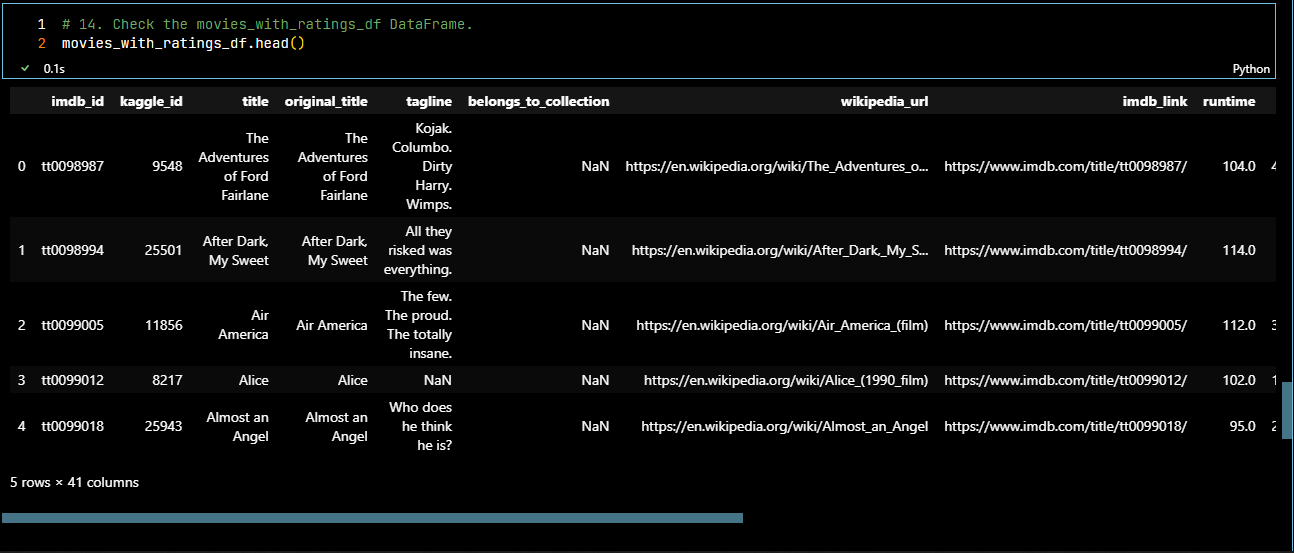 1 # 14. Check the movies_with_ratings_df DataFrame.
2 movies_with_ratings_df.head()
0.1s Python
imdb_id kaggle_id title original_title tagline belongs_to_collection wikipedia_url imdb_link runtime
0 tt0098987 9548 The Adventures of Ford Fairlane The Adventures of Ford Fairlane Kojak. Columbo. Dirty Harry. Wimps. NaN https://en.wikipedia.org/wiki/The_Adventures_o... https://www.imdb.com/title/tt0098987/ 104.0 4
1 tt0098994 25501 After Dark, My Sweet After Dark, My Sweet All they risked was everything. NaN https://en.wikipedia.org/wiki/After_Dark,_My_S... https://www.imdb.com/title/tt0098994/ 114.0
2 tt0099005 11856 Air America Air America The few. The proud. The totally insane. NaN https://en.wikipedia.org/wiki/Air_America_(film) https://www.imdb.com/title/tt0099005/ 112.0 3
3 tt0099012 8217 Alice Alice NaN NaN https://en.wikipedia.org/wiki/Alice_(1990_film) https://www.imdb.com/title/tt0099012/ 102.0 1
4 tt0099018 25943 Almost an Angel Almost an Angel Who does he think he is? NaN https://en.wikipedia.org/wiki/Almost_an_Angel https://www.imdb.com/title/tt0099018/ 95.0 2
5 rows × 41 columns